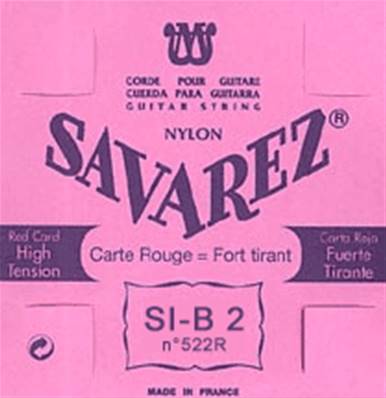 CORDE POUR GUITARE
CUERDA PARA GUITARRA
GUITAR STRING
NYLON
SAVAREZ®
Red Card
High
Tension
Carte Rouge = Fort tirant
Carta Roja
Fuerte
Tirante
SI-B 2
n°522R
MADE IN FRANCE